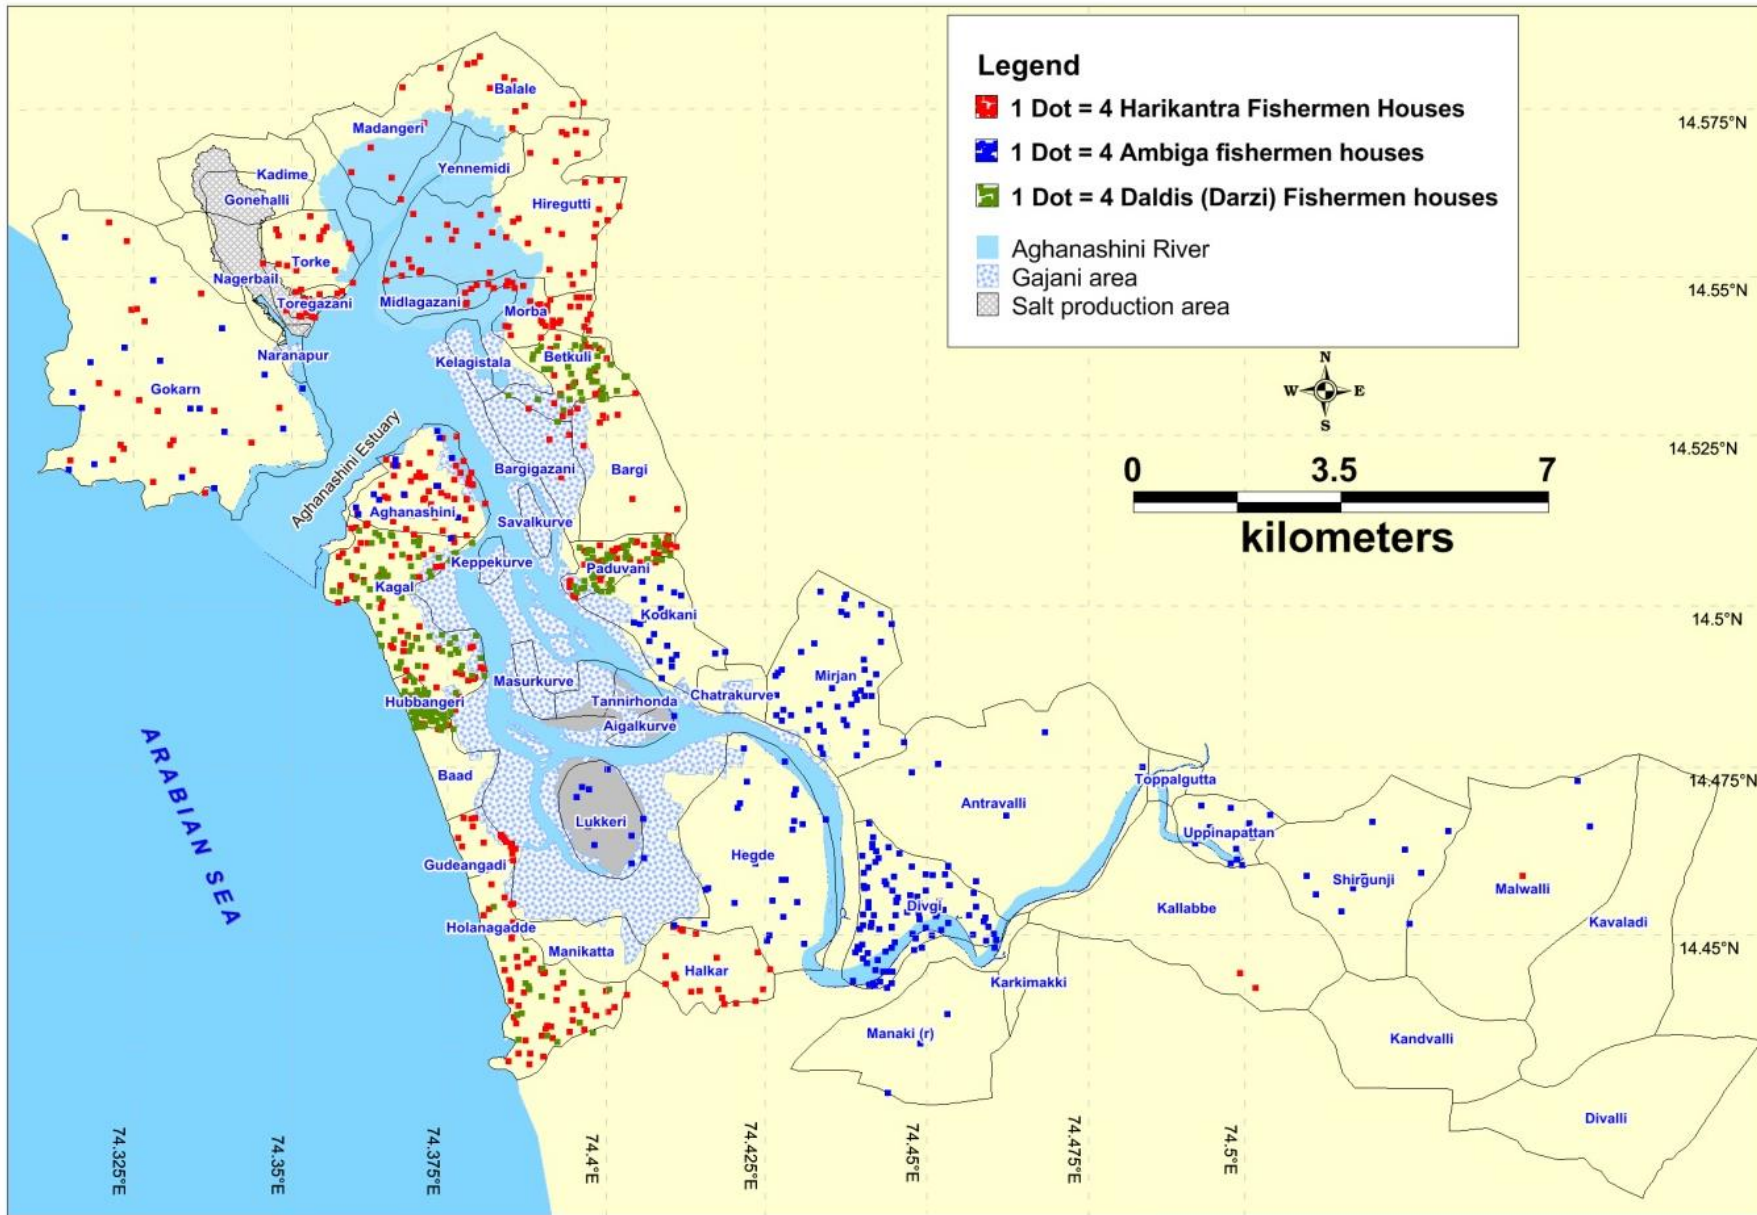 Legend
1 Dot = 4 Harikantra Fishermen Houses
1 Dot = 4 Ambiga fishermen houses
1 Dot = 4 Daldis (Darzi) Fishermen houses
Aghanashini River
Gajani area
Salt production area
N
W E
S
0 3.5 7
kilometers
14.575°N
14.55°N
14.525°N
14.5°N
14.475°N
14.45°N
74.325°E
74.35°E
74.375°E
74.4°E
74.425°E
74.45°E
74.475°E
74.5°E
Balale
Madangeri
Yennemidi
Kadime
Gonehalli
Hiregutti
Torke
Nagerbail
Toregazani
Midlagazani
Morba
Naranapur
Kelagistala
Betkuli
Gokarn
Aghanashini Estuary
Bargigazani
Bargi
Aghanashini
Savalkurve
Keppekurve
Paduvani
Kagal
Kodkani
Mirjan
Masurkurve
Tannirhonda
Chatrakurve
Hubbangeri
Aigalkurve
ARABIAN SEA
Baad
Toppalgutta
Antravalli
Lukkeri
Uppinapattan
Hegde
Gudeangadi
Shirgunji
Malwalli
Divgi
Kallabbe
Kavaladi
Holanagadde
Manikatta
Halkar
Karkimakki
Manaki (r)
Kandvalli
Divalli